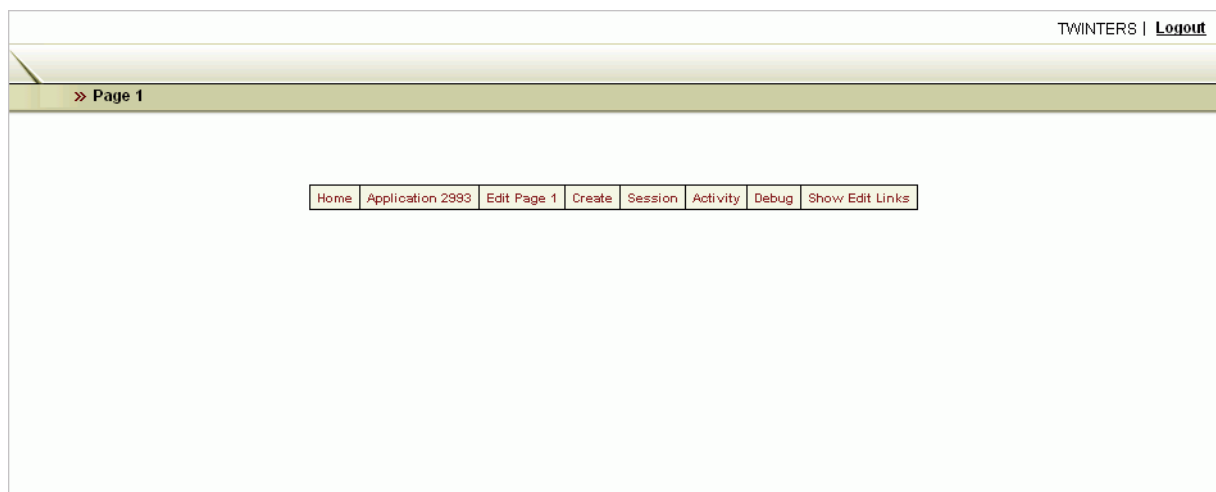 TWINTERS | Logout
» Page 1
Home Application 2993 Edit Page 1 Create Session Activity Debug Show Edit Links